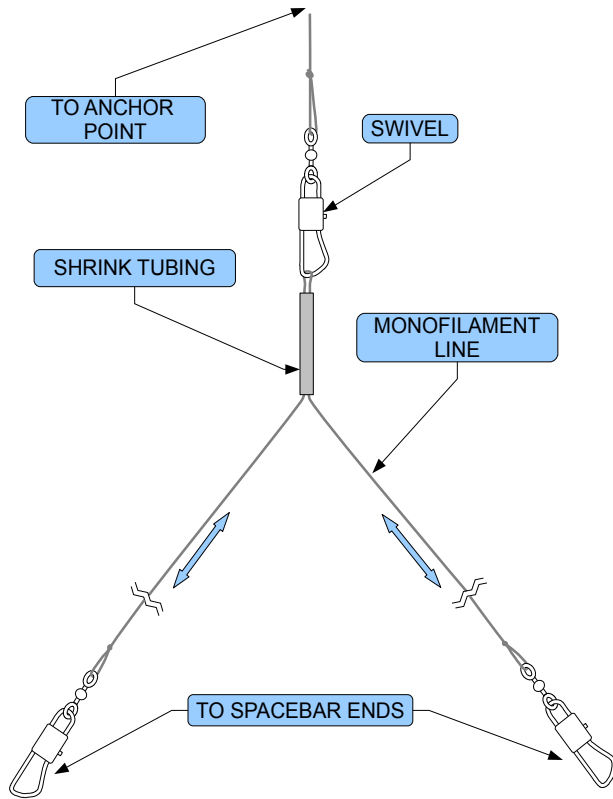 TO ANCHOR
POINT
SWIVEL
SHRINK TUBING
MONOFILAMENT
LINE
TO SPACEBAR ENDS